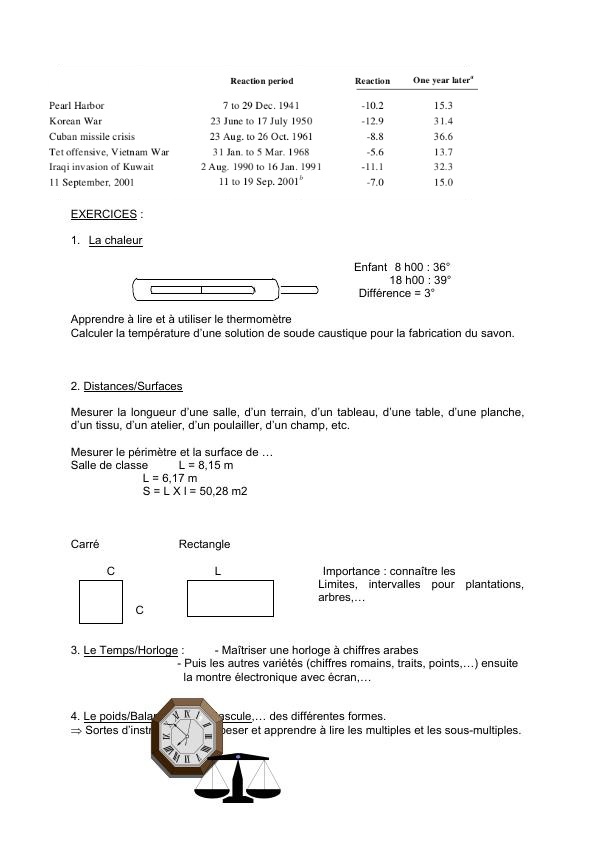 Reaction period Reaction One year later a
Pearl Harbor 7 to 29 Dec. 1941 -10.2 15.3
Korean War 23 June to 17 July 1950 -12.9 31.4
Cuban missile crisis 23 Aug. to 26 Oct. 1961 -8.8 36.6
Tet offensive, Vietnam War 31 Jan. to 5 Mar. 1968 -5.6 13.7
Iraqi invasion of Kuwait 2 Aug. 1990 to 16 Jan. 1991 -11.1 32.3
11 September, 2001 11 to 19 Sep. 2001 b -7.0 15.0
EXERCICES :
1. La chaleur
Enfant 8 h00 : 36°
18 h00 : 39°
Différence = 3°
Apprendre à lire et à utiliser le thermomètre
Calculer la température d'une solution de soude caustique pour la fabrication du savon.
2. Distances/Surfaces
Mesurer la longueur d'une salle, d'un terrain, d'un tableau, d'une table, d'une planche,
d'un tissu, d'un atelier, d'un poulailler, d'un champ, etc.
Mesurer le périmètre et la surface de …
Salle de classe L = 8,15 m
L = 6,17 m
S = L X l = 50,28 m2
Carré Rectangle
C L Importance : connaître les
Limites, intervalles pour plantations,
arbres,…
C
3. Le Temps/Horloge : - Maîtriser une horloge à chiffres arabes
- Puis les autres variétés (chiffres romains, traits, points,…) ensuite
la montre électronique avec écran,…
4. Le poids/Bala ascule,… des différentes formes.
⇒ Sortes d'instr peser et apprendre à lire les multiples et les sous-multiples.